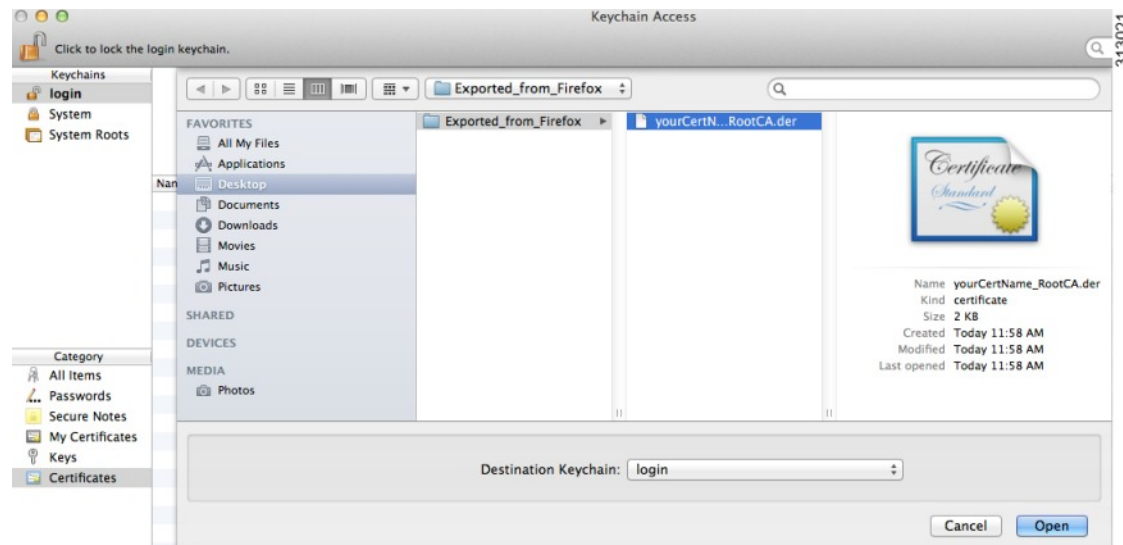 Keychain Access
313021
Click to lock the login keychain.
Keychains
login
System
System Roots
Exported_from_Firefox
FAVORITES
All My Files
Applications
Desktop
Documents
Downloads
Movies
Music
Pictures
SHARED
DEVICES
MEDIA
Photos
Nan
Exported_from_Firefox
yourCertN...RootCA.der
Certificate
Standard
Name yourCertName_RootCA.der
Kind certificate
Size 2 KB
Created Today 11:58 AM
Modified Today 11:58 AM
Last opened Today 11:58 AM
Category
All Items
Passwords
Secure Notes
My Certificates
Keys
Certificates
Destination Keychain: login
Cancel Open